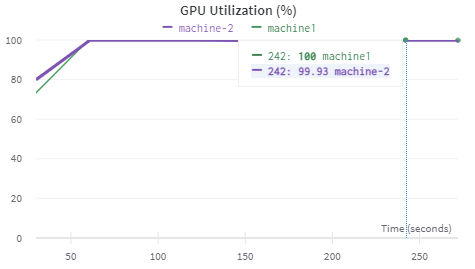 GPU Utilization (%)
machine-2 machine1
100
242: 100 machine1
242: 99.93 machine-2
80
60
40
20
Time (seconds)
0
50 100 150 200 250